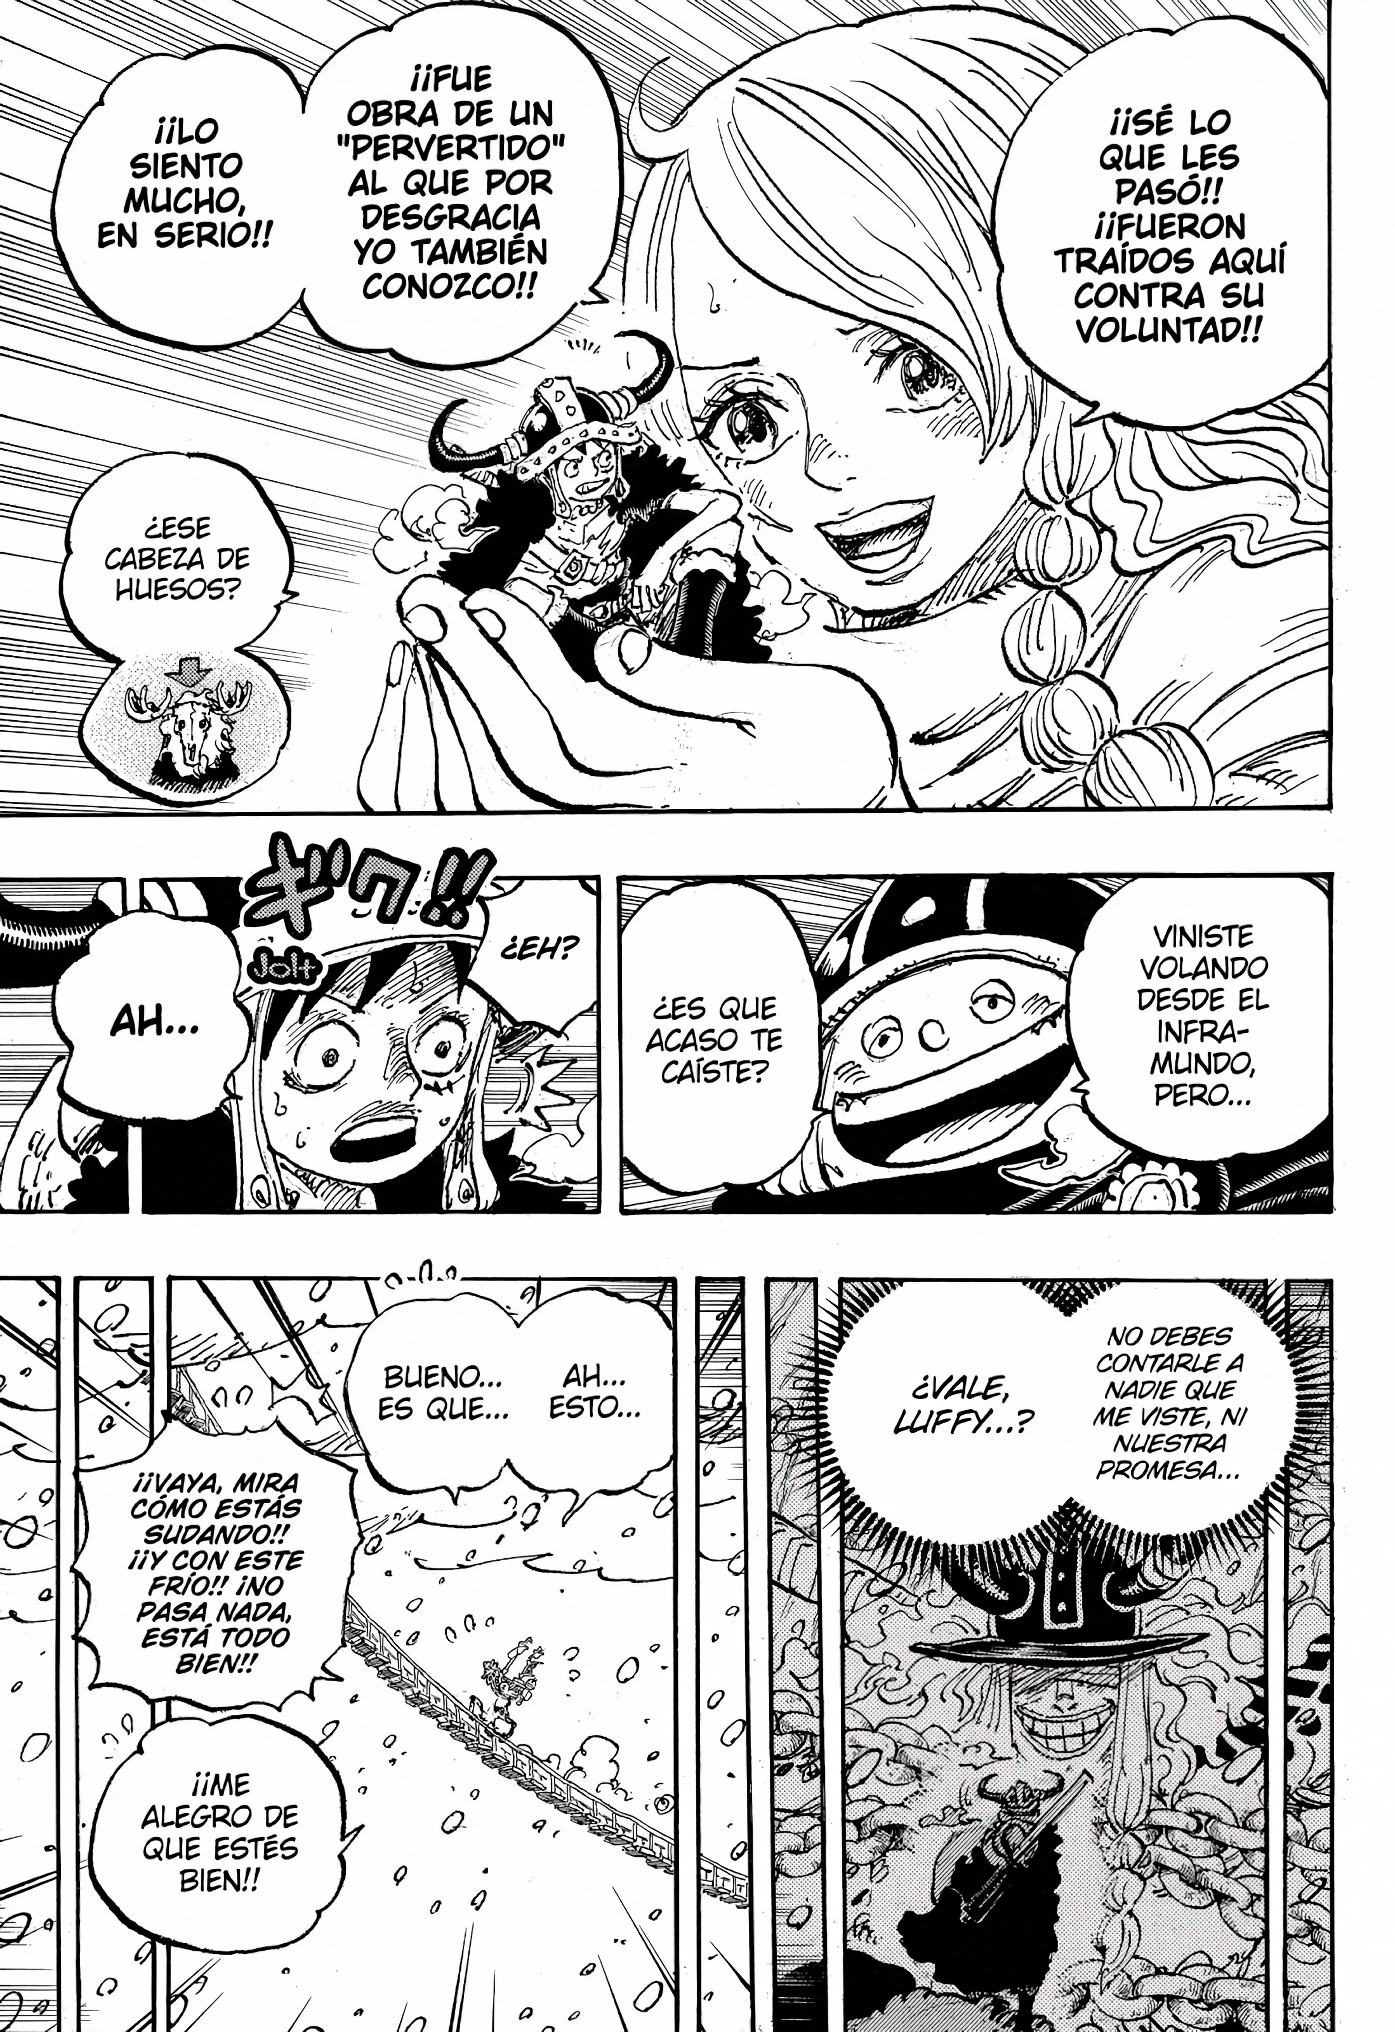 ¡¡SÉ LO
QUE LES
PASÓ!!
¡¡FUERON
TRAÍDOS AQUÍ
CONTRA SU
VOLUNTAD!!
¡¡FUE
OBRA DE UN
"PERVERTIDO"
AL QUE POR
DESGRACIA
YO TAMBIÉN
CONOZCO!!
¡¡LO
SIENTO
MUCHO,
EN SERIO!!
¿ESE
CABEZA DE
HUESOS?
VINISTE
VOLANDO
DESDE EL
INFRA-
MUNDO,
PERO...
¿ES QUE
ACASO TE
CAÍSTE?
¿EH?
ギクッ!!
Jolt
AH...
NO DEBES
CONTARLE A
NADIE QUE
ME VISTE, NI
NUESTRA
PROMESA...
¿VALE,
LUFFY...?
AH...
ESTO...
BUENO...
ES QUE...
¡¡VAYA, MIRA
CÓMO ESTÁS
SUDANDO!!
¡¡Y CON ESTE
FRÍO!! ¡NO
PASA NADA,
ESTÁ TODO
BIEN!!
¡¡ME
ALEGRO DE
QUE ESTÉS
BIEN!!